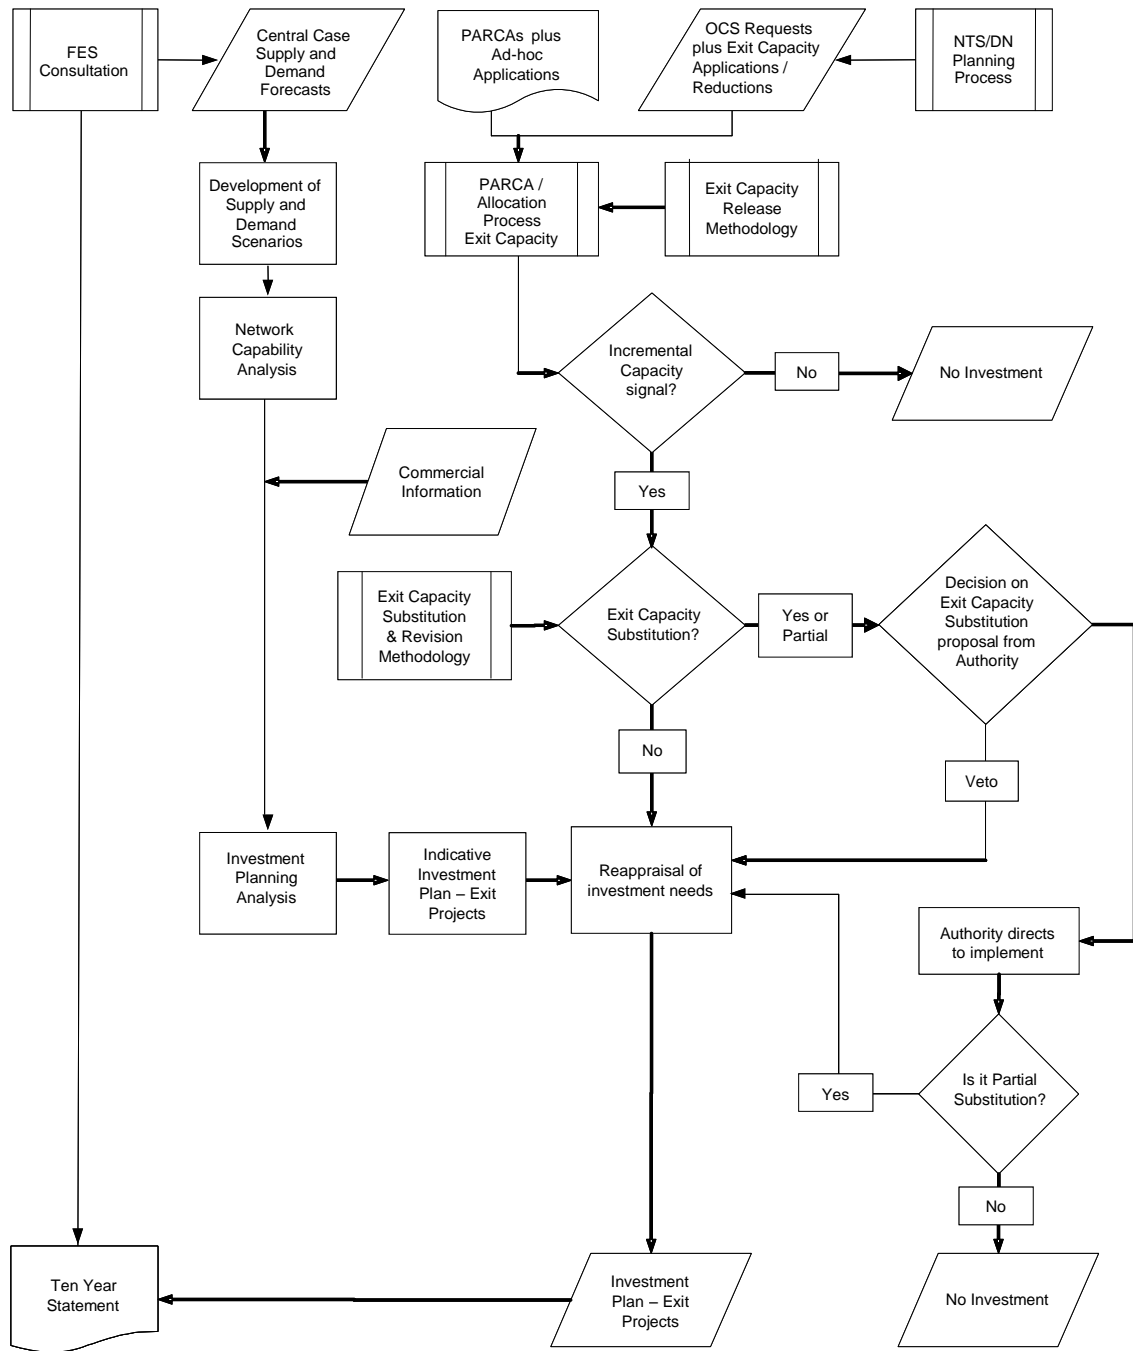 FES
Consultation
Central Case
Supply and
Demand
Forecasts
PARCAs plus
Ad-hoc
Applications
OCS Requests
plus Exit Capacity
Applications /
Reductions
NTS/DN
Planning
Process
Development of
Supply and
Demand
Scenarios
PARCA /
Allocation
Process
Exit Capacity
Exit Capacity
Release
Methodology
Network
Capability
Analysis
Incremental
Capacity
signal?
No
No Investment
Commercial
Information
Yes
Exit Capacity
Substitution
& Revision
Methodology
Exit Capacity
Substitution?
Yes or
Partial
Decision on
Exit Capacity
Substitution
proposal from
Authority
No
Veto
Investment
Planning
Analysis
Indicative
Investment
Plan – Exit
Projects
Reappraisal of
investment needs
Authority directs
to implement
Is it Partial
Substitution?
Yes
No
Ten Year
Statement
Investment
Plan – Exit
Projects
No Investment